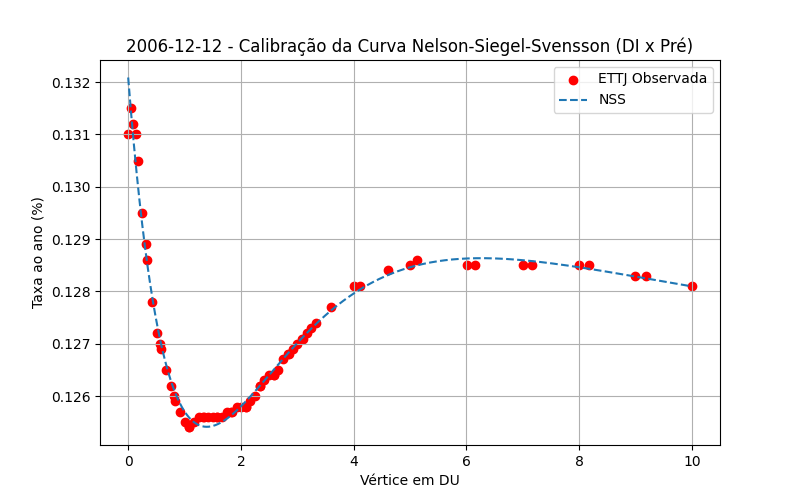 2006-12-12 - Calibração da Curva Nelson-Siegel-Svensson (DI x Pré)
ETTJ Observada
NSS
Taxa ao ano (%)
0.132
0.131
0.130
0.129
0.128
0.127
0.126
0 2 4 6 8 10
Vértice em DU